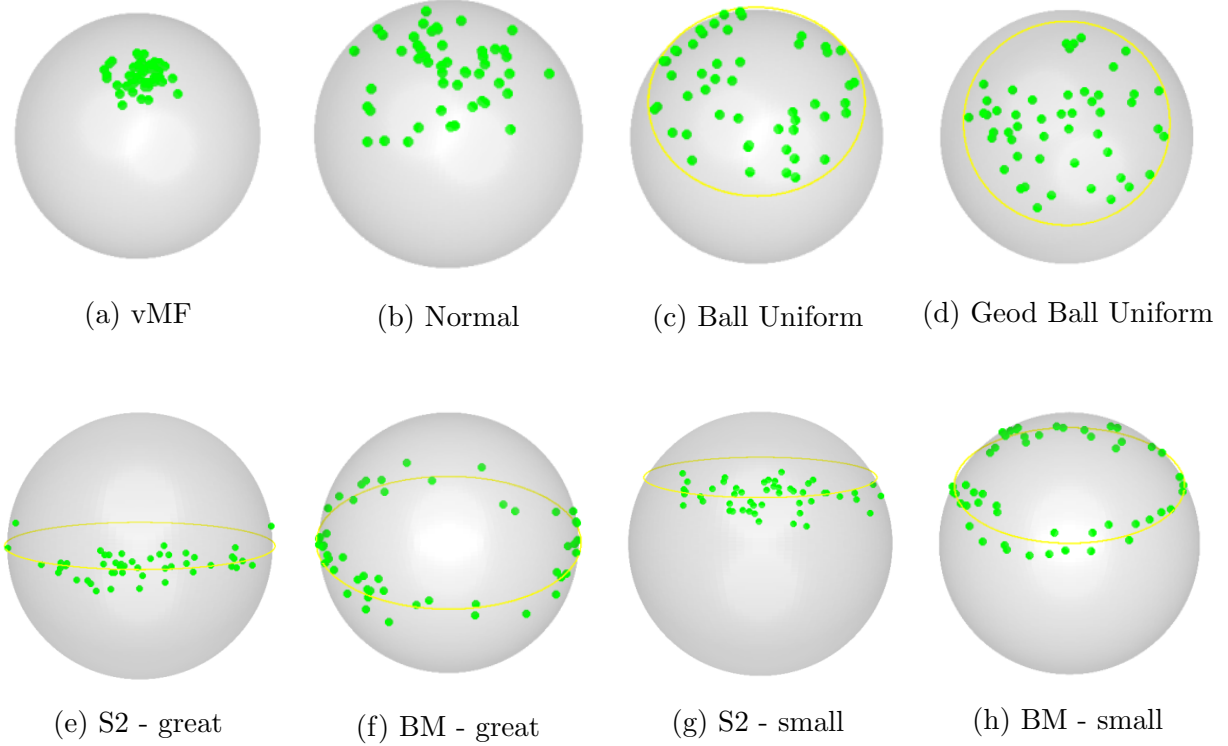 (a) vMF
(b) Normal
(c) Ball Uniform
(d) Geod Ball Uniform
(e) S2 - great
(f) BM - great
(g) S2 - small
(h) BM - small